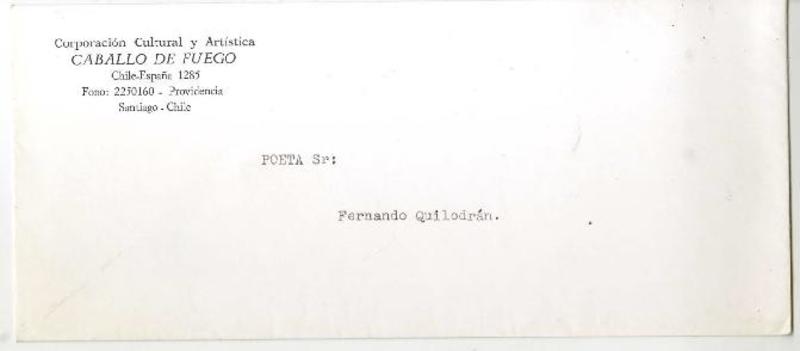 Corporación Cultural y Artística
CABALLO DE FUEGO
Chile-España 1285
Fono: 2250160 - Providencia
Santiago - Chile
POETA Sr:
Fernando Quilodrán.